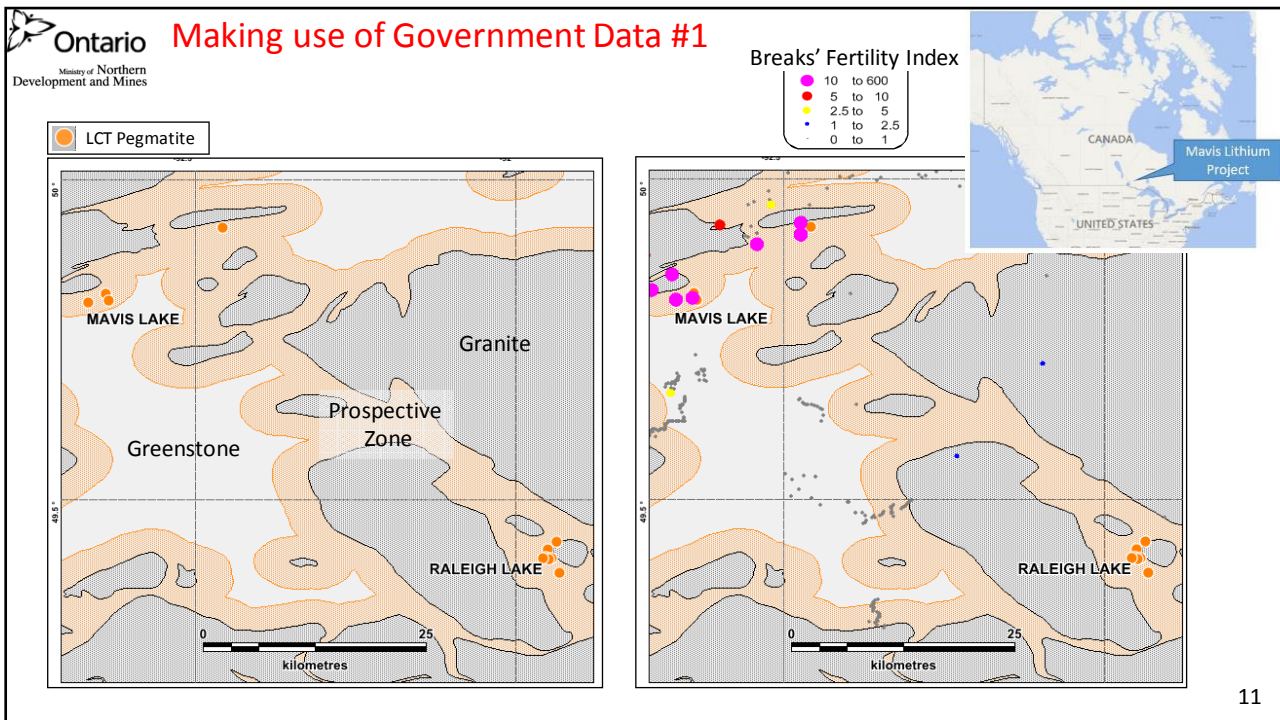 Ontario
Ministry of Northern
Development and Mines
Making use of Government Data #1
Breaks' Fertility Index
10 to 600
5 to 10
2.5 to 5
1 to 2.5
0 to 1
CANADA
UNITED STATES
Mavis Lithium
Project
LCT Pegmatite
50 °
49.5 °
MAVIS LAKE
Granite
Prospective
Zone
Greenstone
RALEIGH LAKE
0 25
kilometres
50 °
49.5 °
MAVIS LAKE
RALEIGH LAKE
0 25
kilometres
11